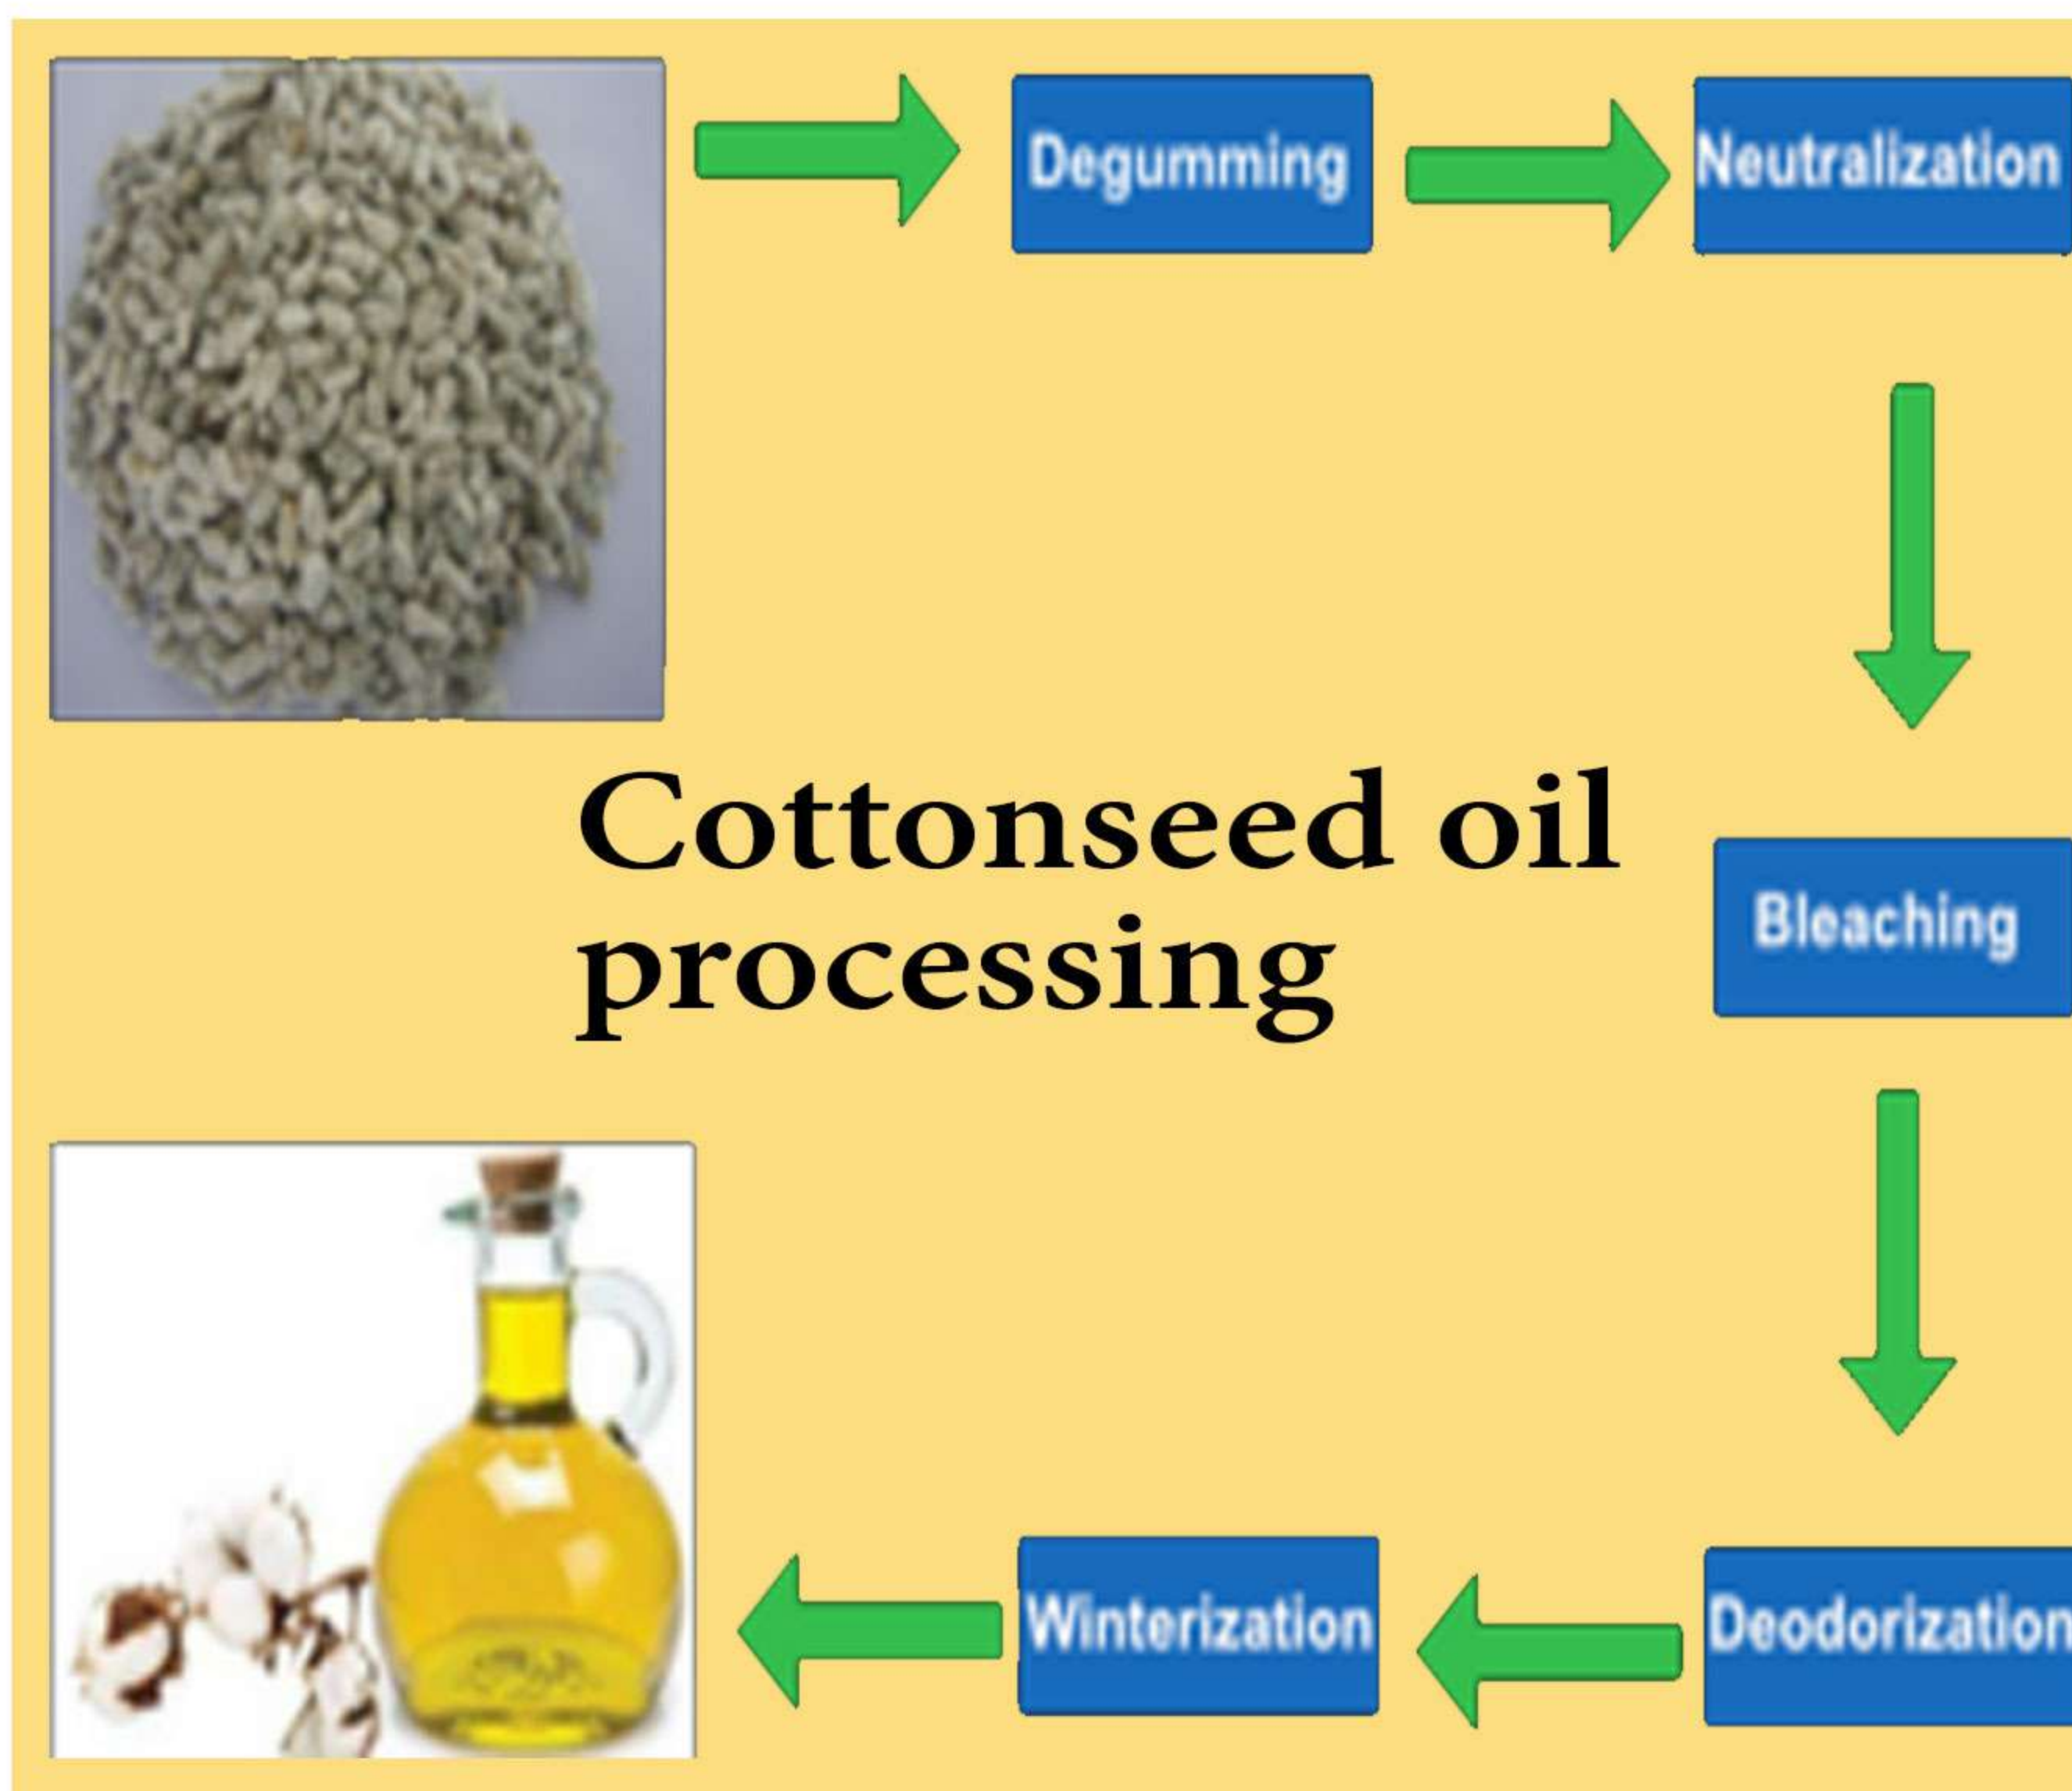 Degumming
Neutralization
Cottonseed oil
processing
Bleaching
Winterization
Deodorization